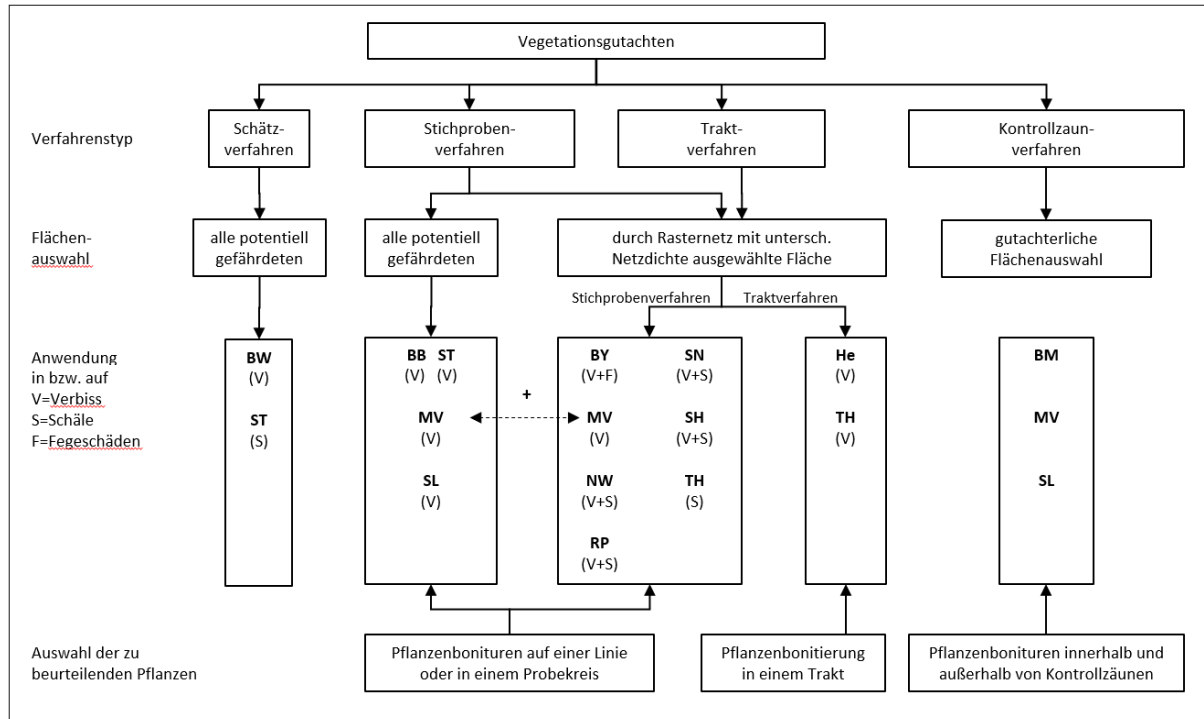 Vegetationsgutachten
Verfahrenstyp
Schätz-
verfahren
Stichproben-
verfahren
Trakt-
verfahren
Kontrollzaun-
verfahren
Flächen-
auswahl
alle potentiell
gefährdeten
alle potentiell
gefährdeten
durch Rasternetz mit untersch.
Netzdichte ausgewählte Fläche
gutachterliche
Flächenauswahl
Stichprobenverfahren
Traktverfahren
Anwendung
in bzw. auf
V=Verbiss
S=Schäle
F=Fegeschäden
BW
(V)
ST
(S)
BB ST
(V) (V)
MV
(V)
SL
(V)
+
BY SN
(V+F) (V+S)
MV SH
(V) (V+S)
NW TH
(V+S) (S)
RP
(V+S)
He
(V)
TH
(V)
BM
MV
SL
Auswahl der zu
beurteilenden Pflanzen
Pflanzenbonituren auf einer Linie
oder in einem Probekreis
Pflanzenbonitierung
in einem Trakt
Pflanzenbonituren innerhalb und
außerhalb von Kontrollzäunen